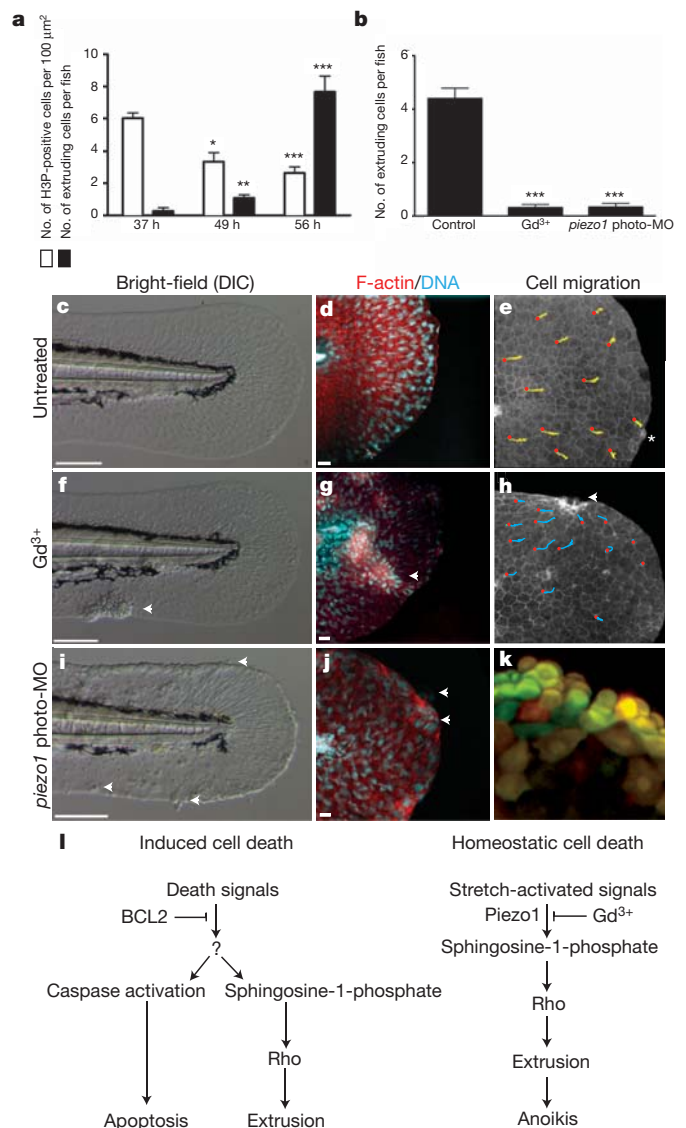 a
No. of H3P-positive cells per 100 μm²
No. of extruding cells per fish
10
8
6
4
2
0
*
**
***
***
37 h
49 h
56 h
b
No. of extruding cells per fish
6
4
2
0
***
***
Control
Gd³⁺
piezo1 photo-MO
Bright-field (DIC)
F-actin/DNA
Cell migration
Untreated
c
d
e
*
Gd³⁺
f
g
h
piezo1 photo-MO
i
j
k
l
Induced cell death
Death signals
BCL2
?
Caspase activation
Sphingosine-1-phosphate
Rho
Apoptosis
Extrusion
Homeostatic cell death
Stretch-activated signals
Piezo1
Gd³⁺
Sphingosine-1-phosphate
Rho
Extrusion
Anoikis